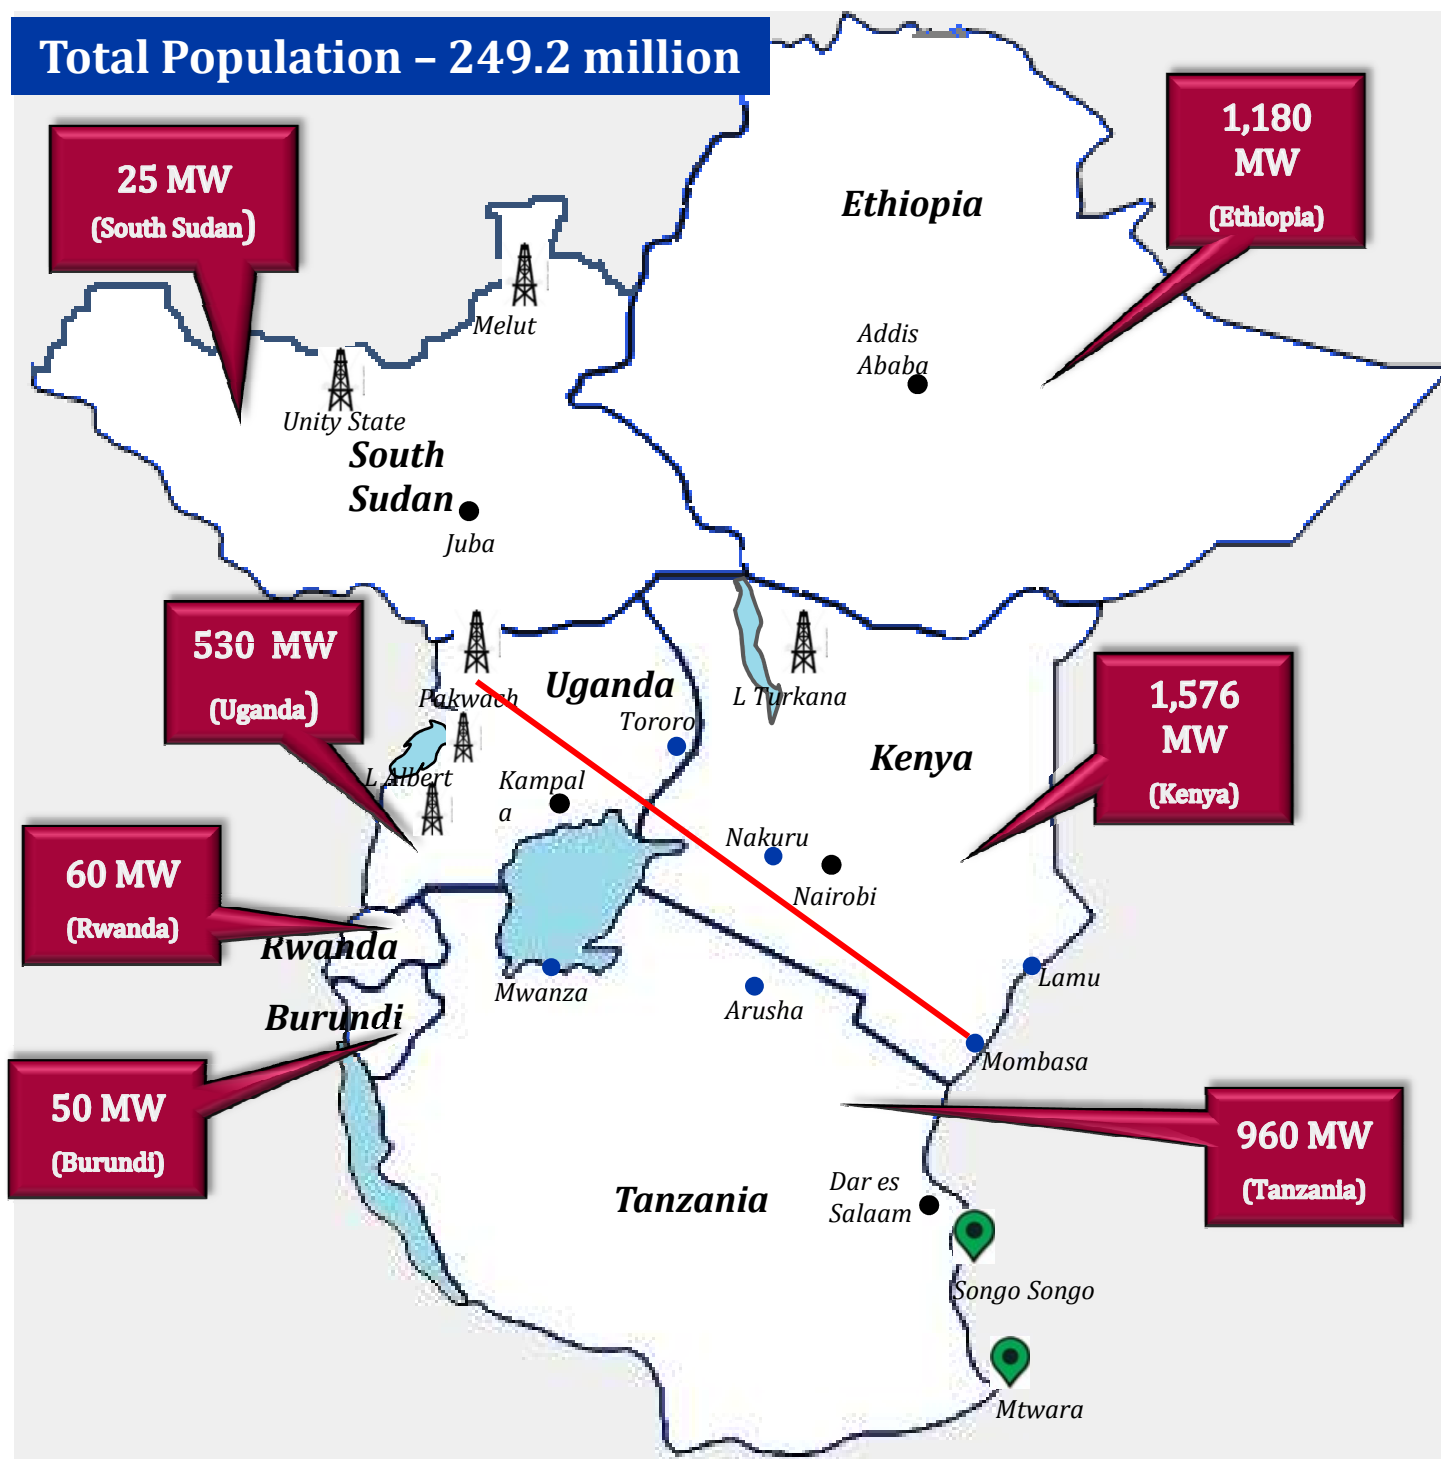 Total Population – 249.2 million
1,180
MW
(Ethiopia)
25 MW
(South Sudan)
Ethiopia
Melut
Addis
Ababa
Unity State
South
Sudan
Juba
530 MW
(Uganda)
Pakwach
Uganda
L Turkana
Tororo
1,576
MW
(Kenya)
Kenya
L Albert
Kampal
a
Nakuru
Nairobi
60 MW
(Rwanda)
Rwanda
Lamu
Mwanza
Arusha
Burundi
Mombasa
50 MW
(Burundi)
960 MW
(Tanzania)
Tanzania
Dar es
Salaam
Songo Songo
Mtwara